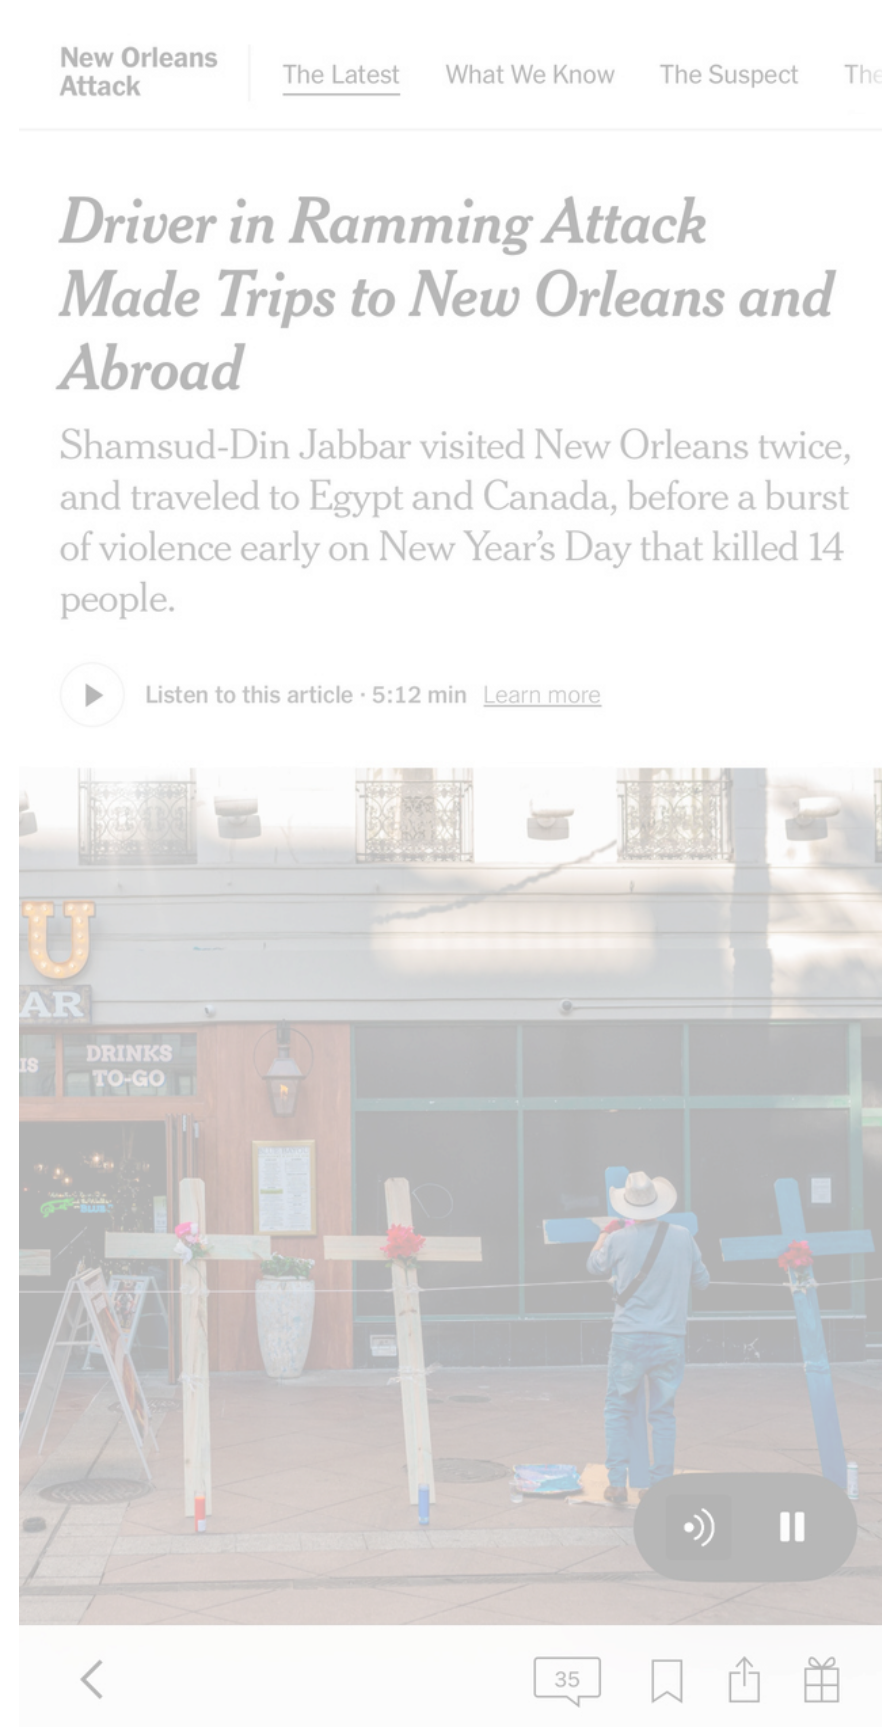 New Orleans
Attack
The Latest
What We Know
The Suspect
The
Driver in Ramming Attack
Made Trips to New Orleans and
Abroad
Shamsud-Din Jabbar visited New Orleans twice,
and traveled to Egypt and Canada, before a burst
of violence early on New Year’s Day that killed 14
people.
Listen to this article · 5:12 min Learn more
U
AR
IS
DRINKS
TO-GO
BLUE
35